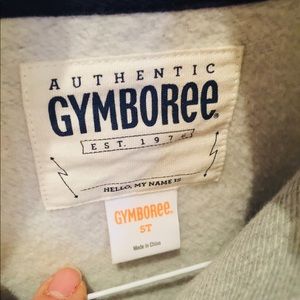 AUTHENTIC
GYMBOREE®
EST. 1976
HELLO, MY NAME IS
GYMBOREE®
5T
Made in China